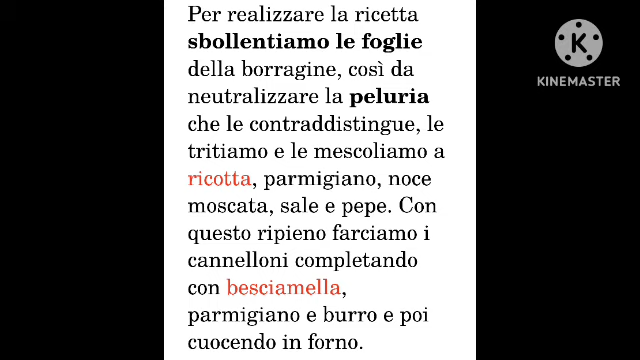 Per realizzare la ricetta
sbollentiamo le foglie
della borragine, così da
neutralizzare la peluria
che le contraddistingue, le
tritiamo e le mescoliamo a
ricotta, parmigiano, noce
moscata, sale e pepe. Con
questo ripieno farciamo i
cannelloni completando
con besciamella,
parmigiano e burro e poi
cuocendo in forno.
K
KINEMASTER